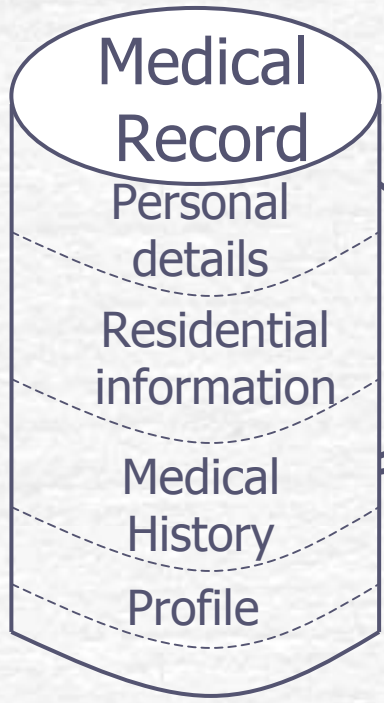 Medical
Record
Personal
details
Residential
information
Medical
History
Profile